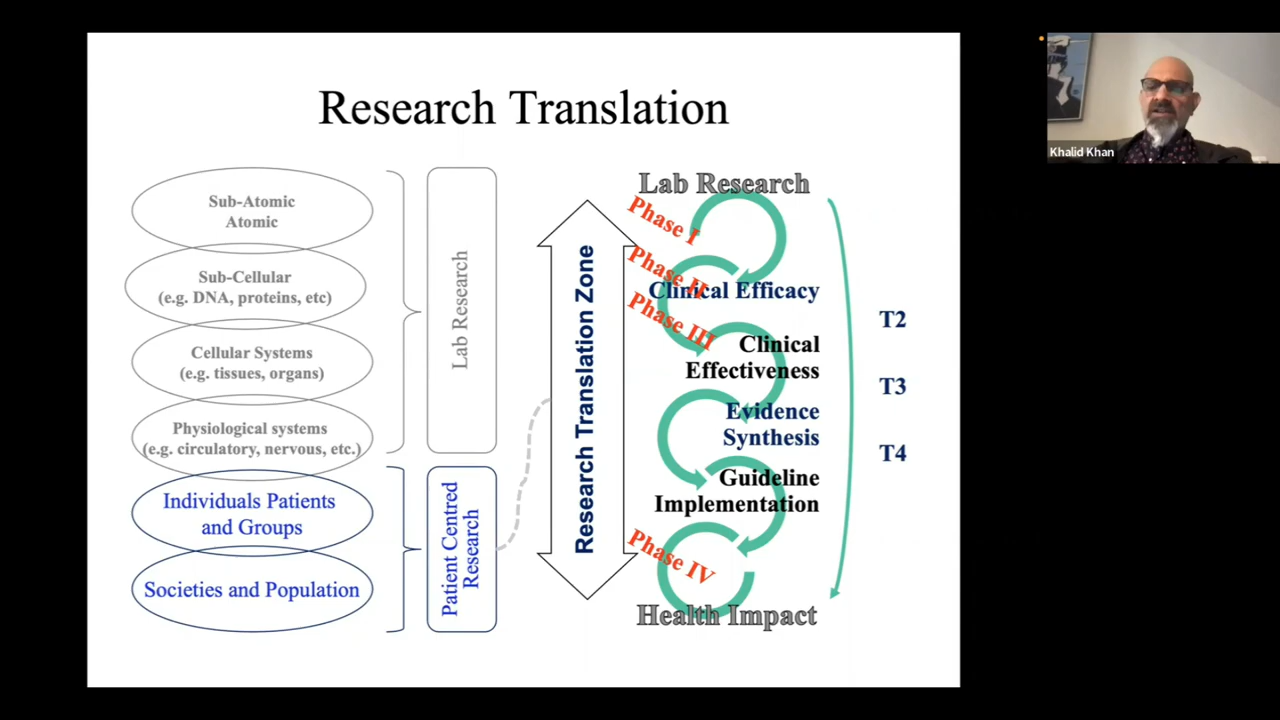 Research Translation
Khalid Khan
Sub-Atomic
Atomic
Sub-Cellular
(e.g. DNA, proteins, etc)
Cellular Systems
(e.g. tissues, organs)
Physiological systems
(e.g. circulatory, nervous, etc.)
Individuals Patients
and Groups
Societies and Population
Lab Research
Patient Centred
Research
Research Translation Zone
Lab Research
Phase I
Phase II
Clinical Efficacy
Phase III
Clinical
Effectiveness
Evidence
Synthesis
Guideline
Implementation
Phase IV
Health Impact
T2
T3
T4